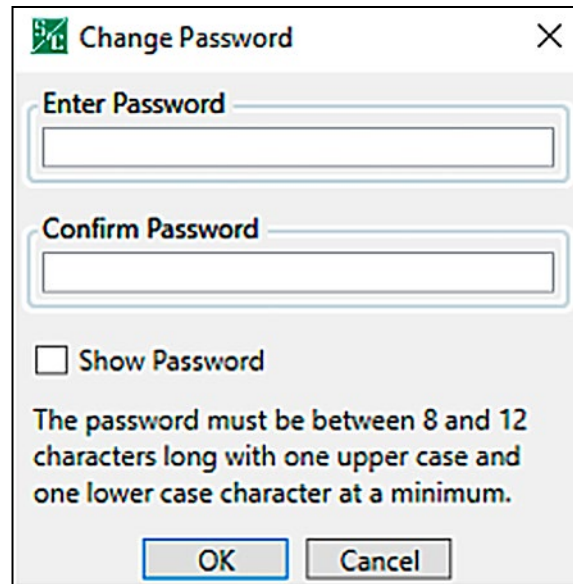 S&C Change Password
Enter Password
Confirm Password
Show Password
The password must be between 8 and 12
characters long with one upper case and
one lower case character at a minimum.
OK Cancel